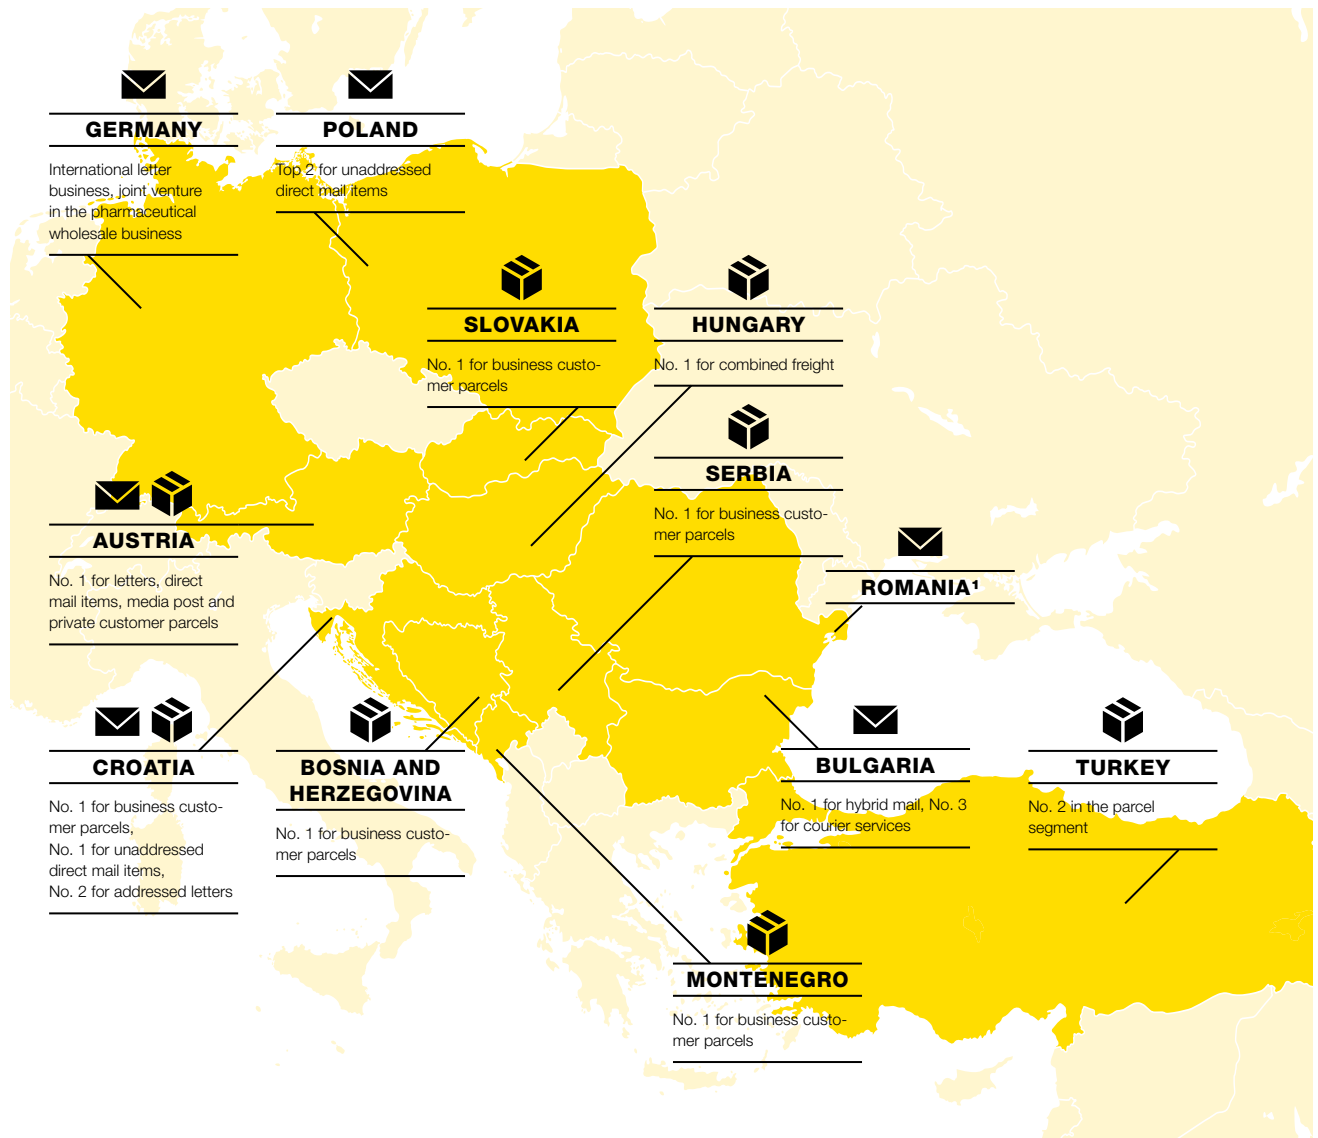 GERMANY
International letter
business, joint venture
in the pharmaceutical
wholesale business
POLAND
Top 2 for unaddressed
direct mail items
SLOVAKIA
No. 1 for business custo-
mer parcels
HUNGARY
No. 1 for combined freight
SERBIA
No. 1 for business custo-
mer parcels
AUSTRIA
No. 1 for letters, direct
mail items, media post and
private customer parcels
ROMANIA¹
CROATIA
No. 1 for business custo-
mer parcels,
No. 1 for unaddressed
direct mail items,
No. 2 for addressed letters
BOSNIA AND
HERZEGOVINA
No. 1 for business custo-
mer parcels
BULGARIA
No. 1 for hybrid mail, No. 3
for courier services
TURKEY
No. 2 in the parcel
segment
MONTENEGRO
No. 1 for business custo-
mer parcels